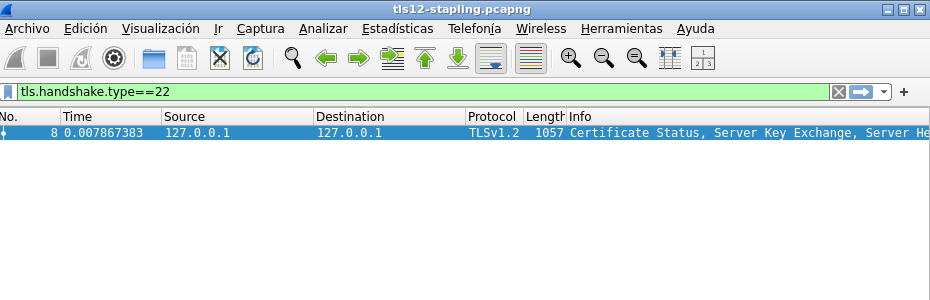 tls12-stapling.pcapng
Archivo Edición Visualización Ir Captura Analizar Estadísticas Telefonía Wireless Herramientas Ayuda
tls.handshake.type==22
No. Time Source Destination Protocol Length Info
8 0.007867383 127.0.0.1 127.0.0.1 TLSv1.2 1057 Certificate Status, Server Key Exchange, Server He